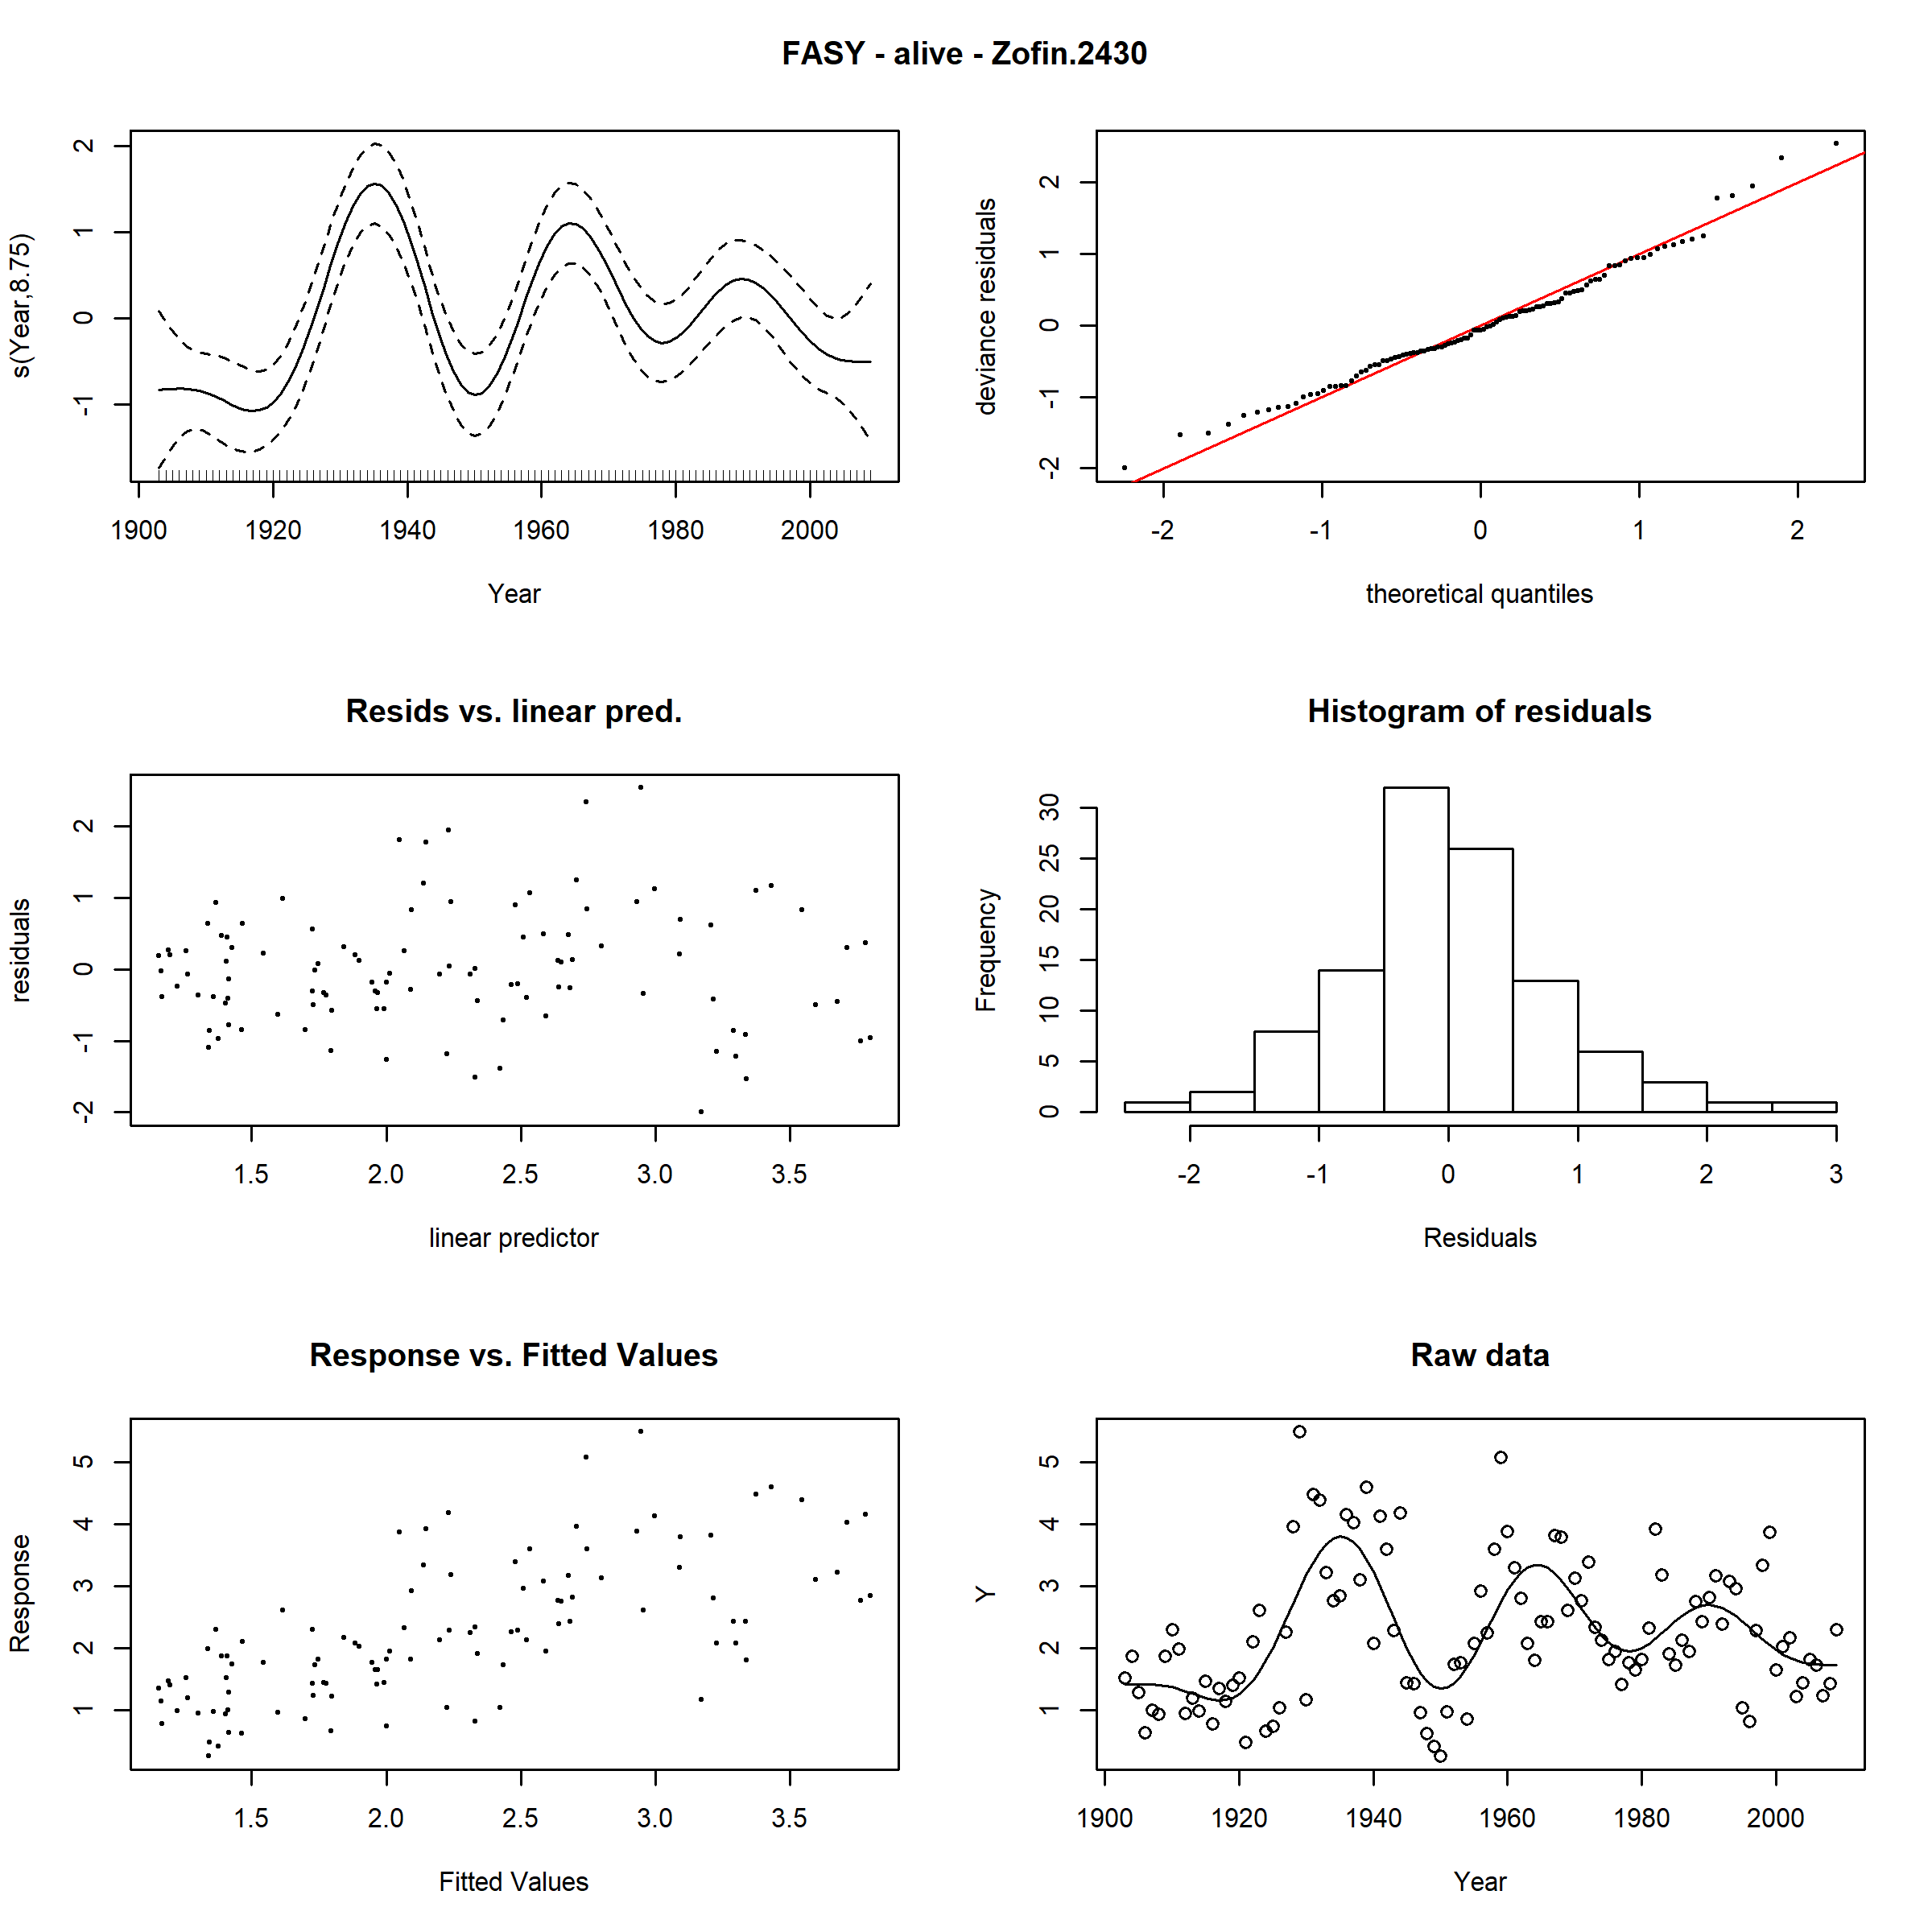 FASY - alive - Zofin.2430
s(Year,8.75)
2
1
0
-1
1900 1920 1940 1960 1980 2000
Year
deviance residuals
2
1
0
-1
-2
-2 -1 0 1 2
theoretical quantiles
Resids vs. linear pred.
residuals
2
1
0
-1
-2
1.5 2.0 2.5 3.0 3.5
linear predictor
Histogram of residuals
Frequency
30
25
20
15
10
5
0
-2 -1 0 1 2 3
Residuals
Response vs. Fitted Values
Response
5
4
3
2
1
1.5 2.0 2.5 3.0 3.5
Fitted Values
Raw data
Y
5
4
3
2
1
1900 1920 1940 1960 1980 2000
Year